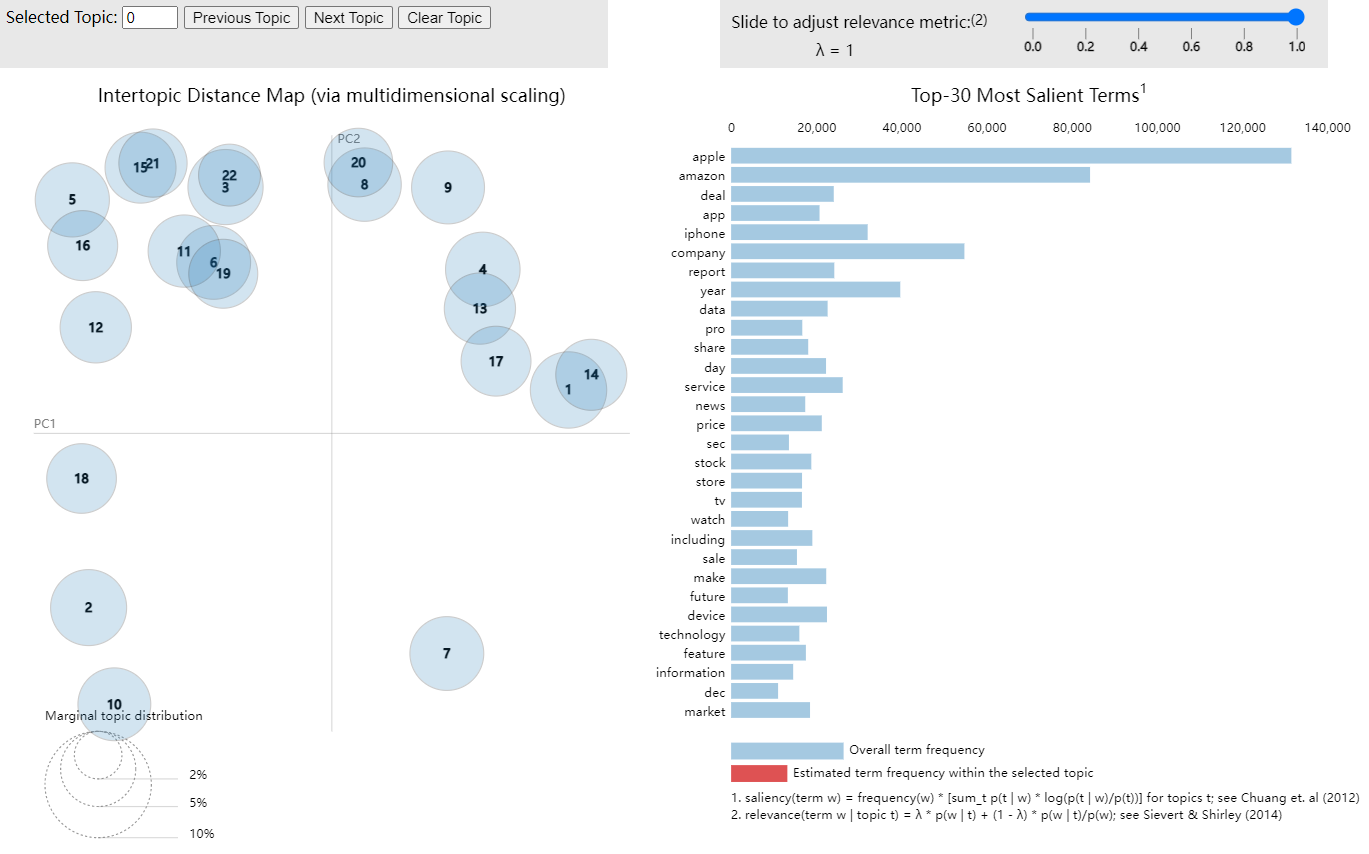 Selected Topic: 0 Previous Topic Next Topic Clear Topic
Slide to adjust relevance metric:(2)
λ = 1
0.0 0.2 0.4 0.6 0.8 1.0
Intertopic Distance Map (via multidimensional scaling)
PC2
20
15
21
22
3
8
9
5
16
11
6
19
4
13
12
17
14
1
PC1
18
2
7
10
Marginal topic distribution
2%
5%
10%
Top-30 Most Salient Terms1
0 20,000 40,000 60,000 80,000 100,000 120,000 140,000
apple
amazon
deal
app
iphone
company
report
year
data
pro
share
day
service
news
price
sec
stock
store
tv
watch
including
sale
make
future
device
technology
feature
information
dec
market
Overall term frequency
Estimated term frequency within the selected topic
1. saliency(term w) = frequency(w) * [sum_t p(t | w) * log(p(t | w)/p(t))] for topics t; see Chuang et. al (2012)
2. relevance(term w | topic t) = λ * p(w | t) + (1 - λ) * p(w | t)/p(w); see Sievert & Shirley (2014)